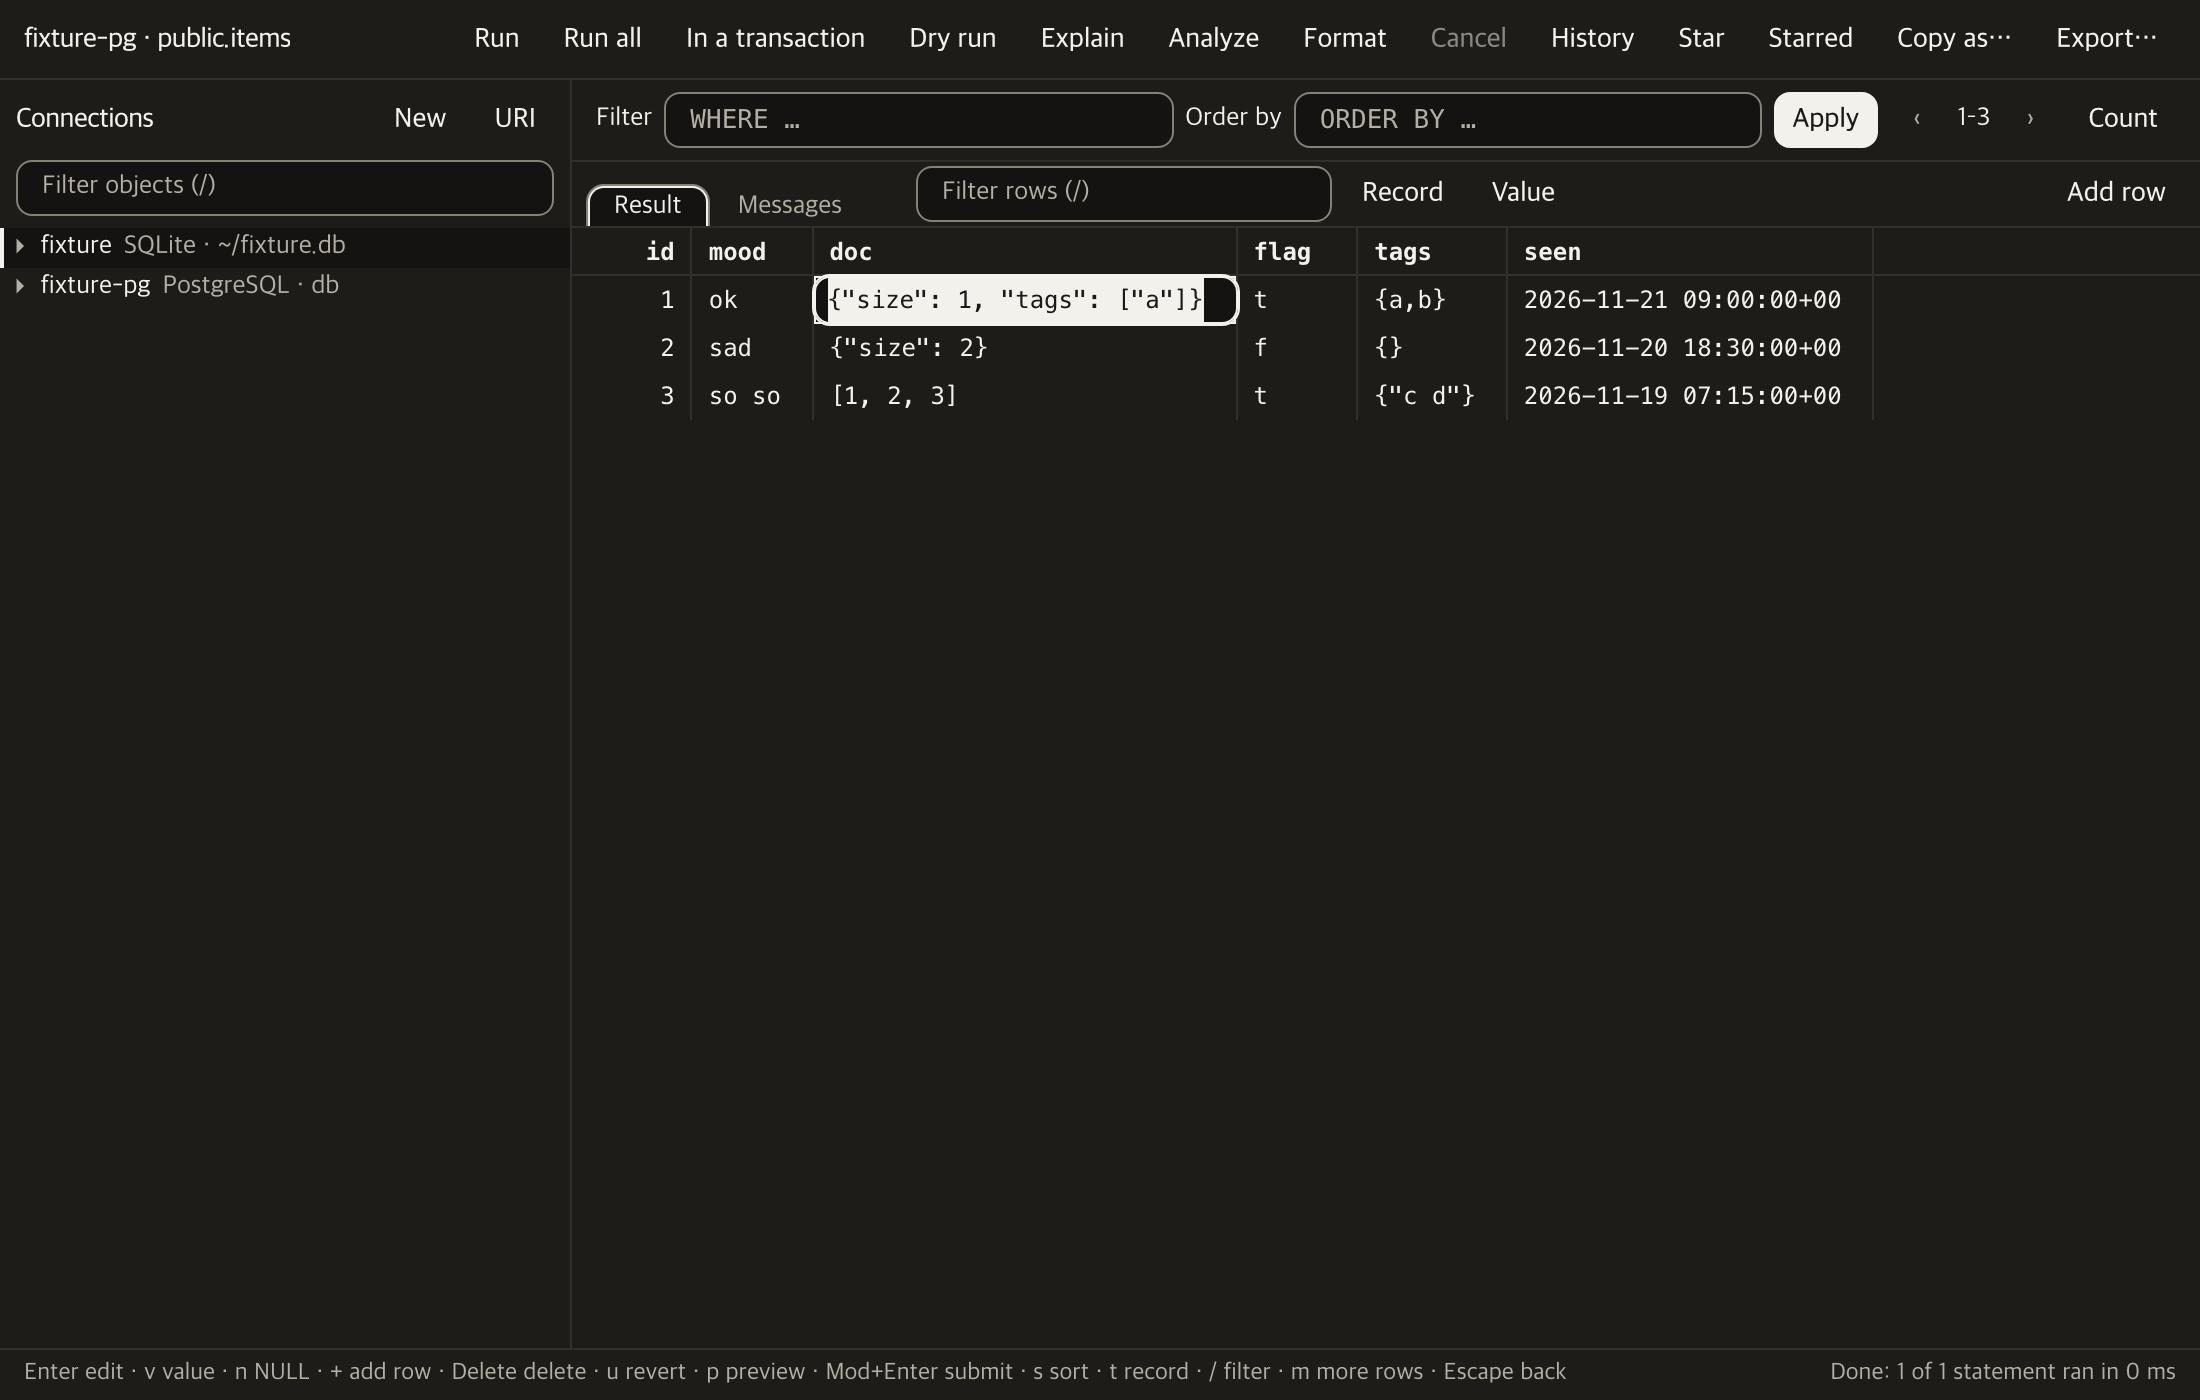 fixture-pg · public.items Run Run all In a transaction Dry run Explain Analyze Format Cancel History Star Starred Copy as··· Export···
Connections New URI
Filter objects (/)
fixture SQLite · ~/fixture.db
fixture-pg PostgreSQL · db
Filter WHERE … Order by ORDER BY … Apply ‹ 1-3 › Count
Result Messages Filter rows (/) Record Value Add row
id mood doc flag tags seen
1 ok {"size": 1, "tags": ["a"]} t {a,b} 2026-11-21 09:00:00+00
2 sad {"size": 2} f {} 2026-11-20 18:30:00+00
3 so so [1, 2, 3] t {"c d"} 2026-11-19 07:15:00+00
Enter edit · v value · n NULL · + add row · Delete delete · u revert · p preview · Mod+Enter submit · s sort · t record · / filter · m more rows · Escape back Done: 1 of 1 statement ran in 0 ms